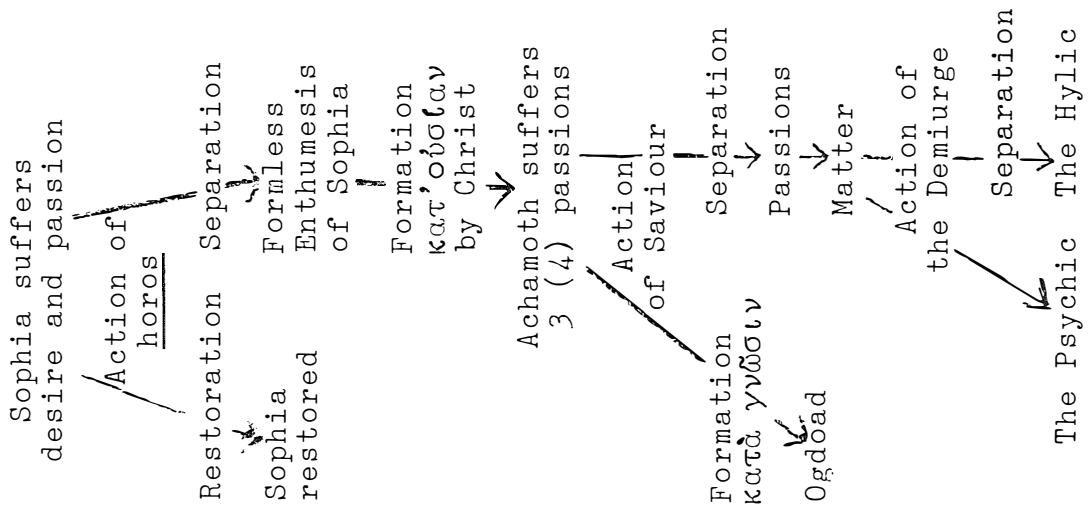 Sophia suffers
desire and passion
Action of
horos
Restoration
Separation
Sophia
restored
Formless
Enthumesis
of Sophia
Formation
κατ' οὐσίαν
by Christ
Achamoth suffers
3 (4) passions
Action
of Saviour
Formation
κατὰ γνῶσιν
Separation
Ogdoad
Passions
Matter
Action of
the Demiurge
Separation
The Psychic
The Hylic